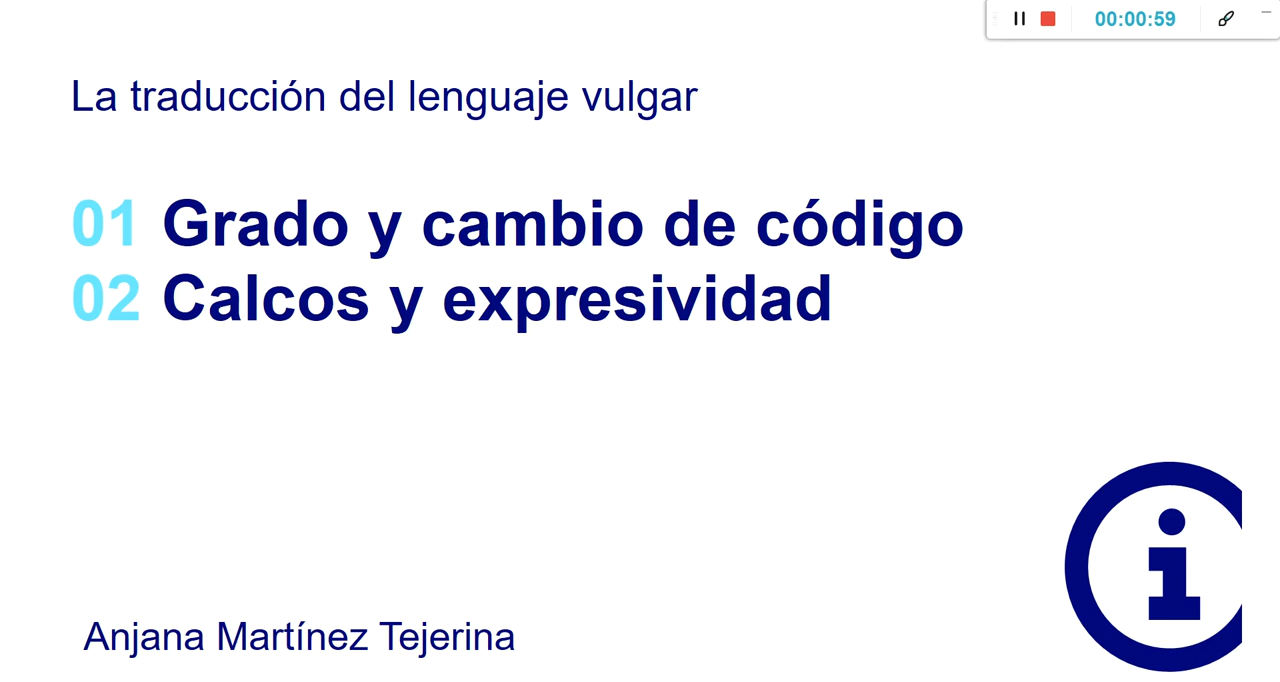 00:00:59
La traducción del lenguaje vulgar
01 Grado y cambio de código
02 Calcos y expresividad
Anjana Martínez Tejerina